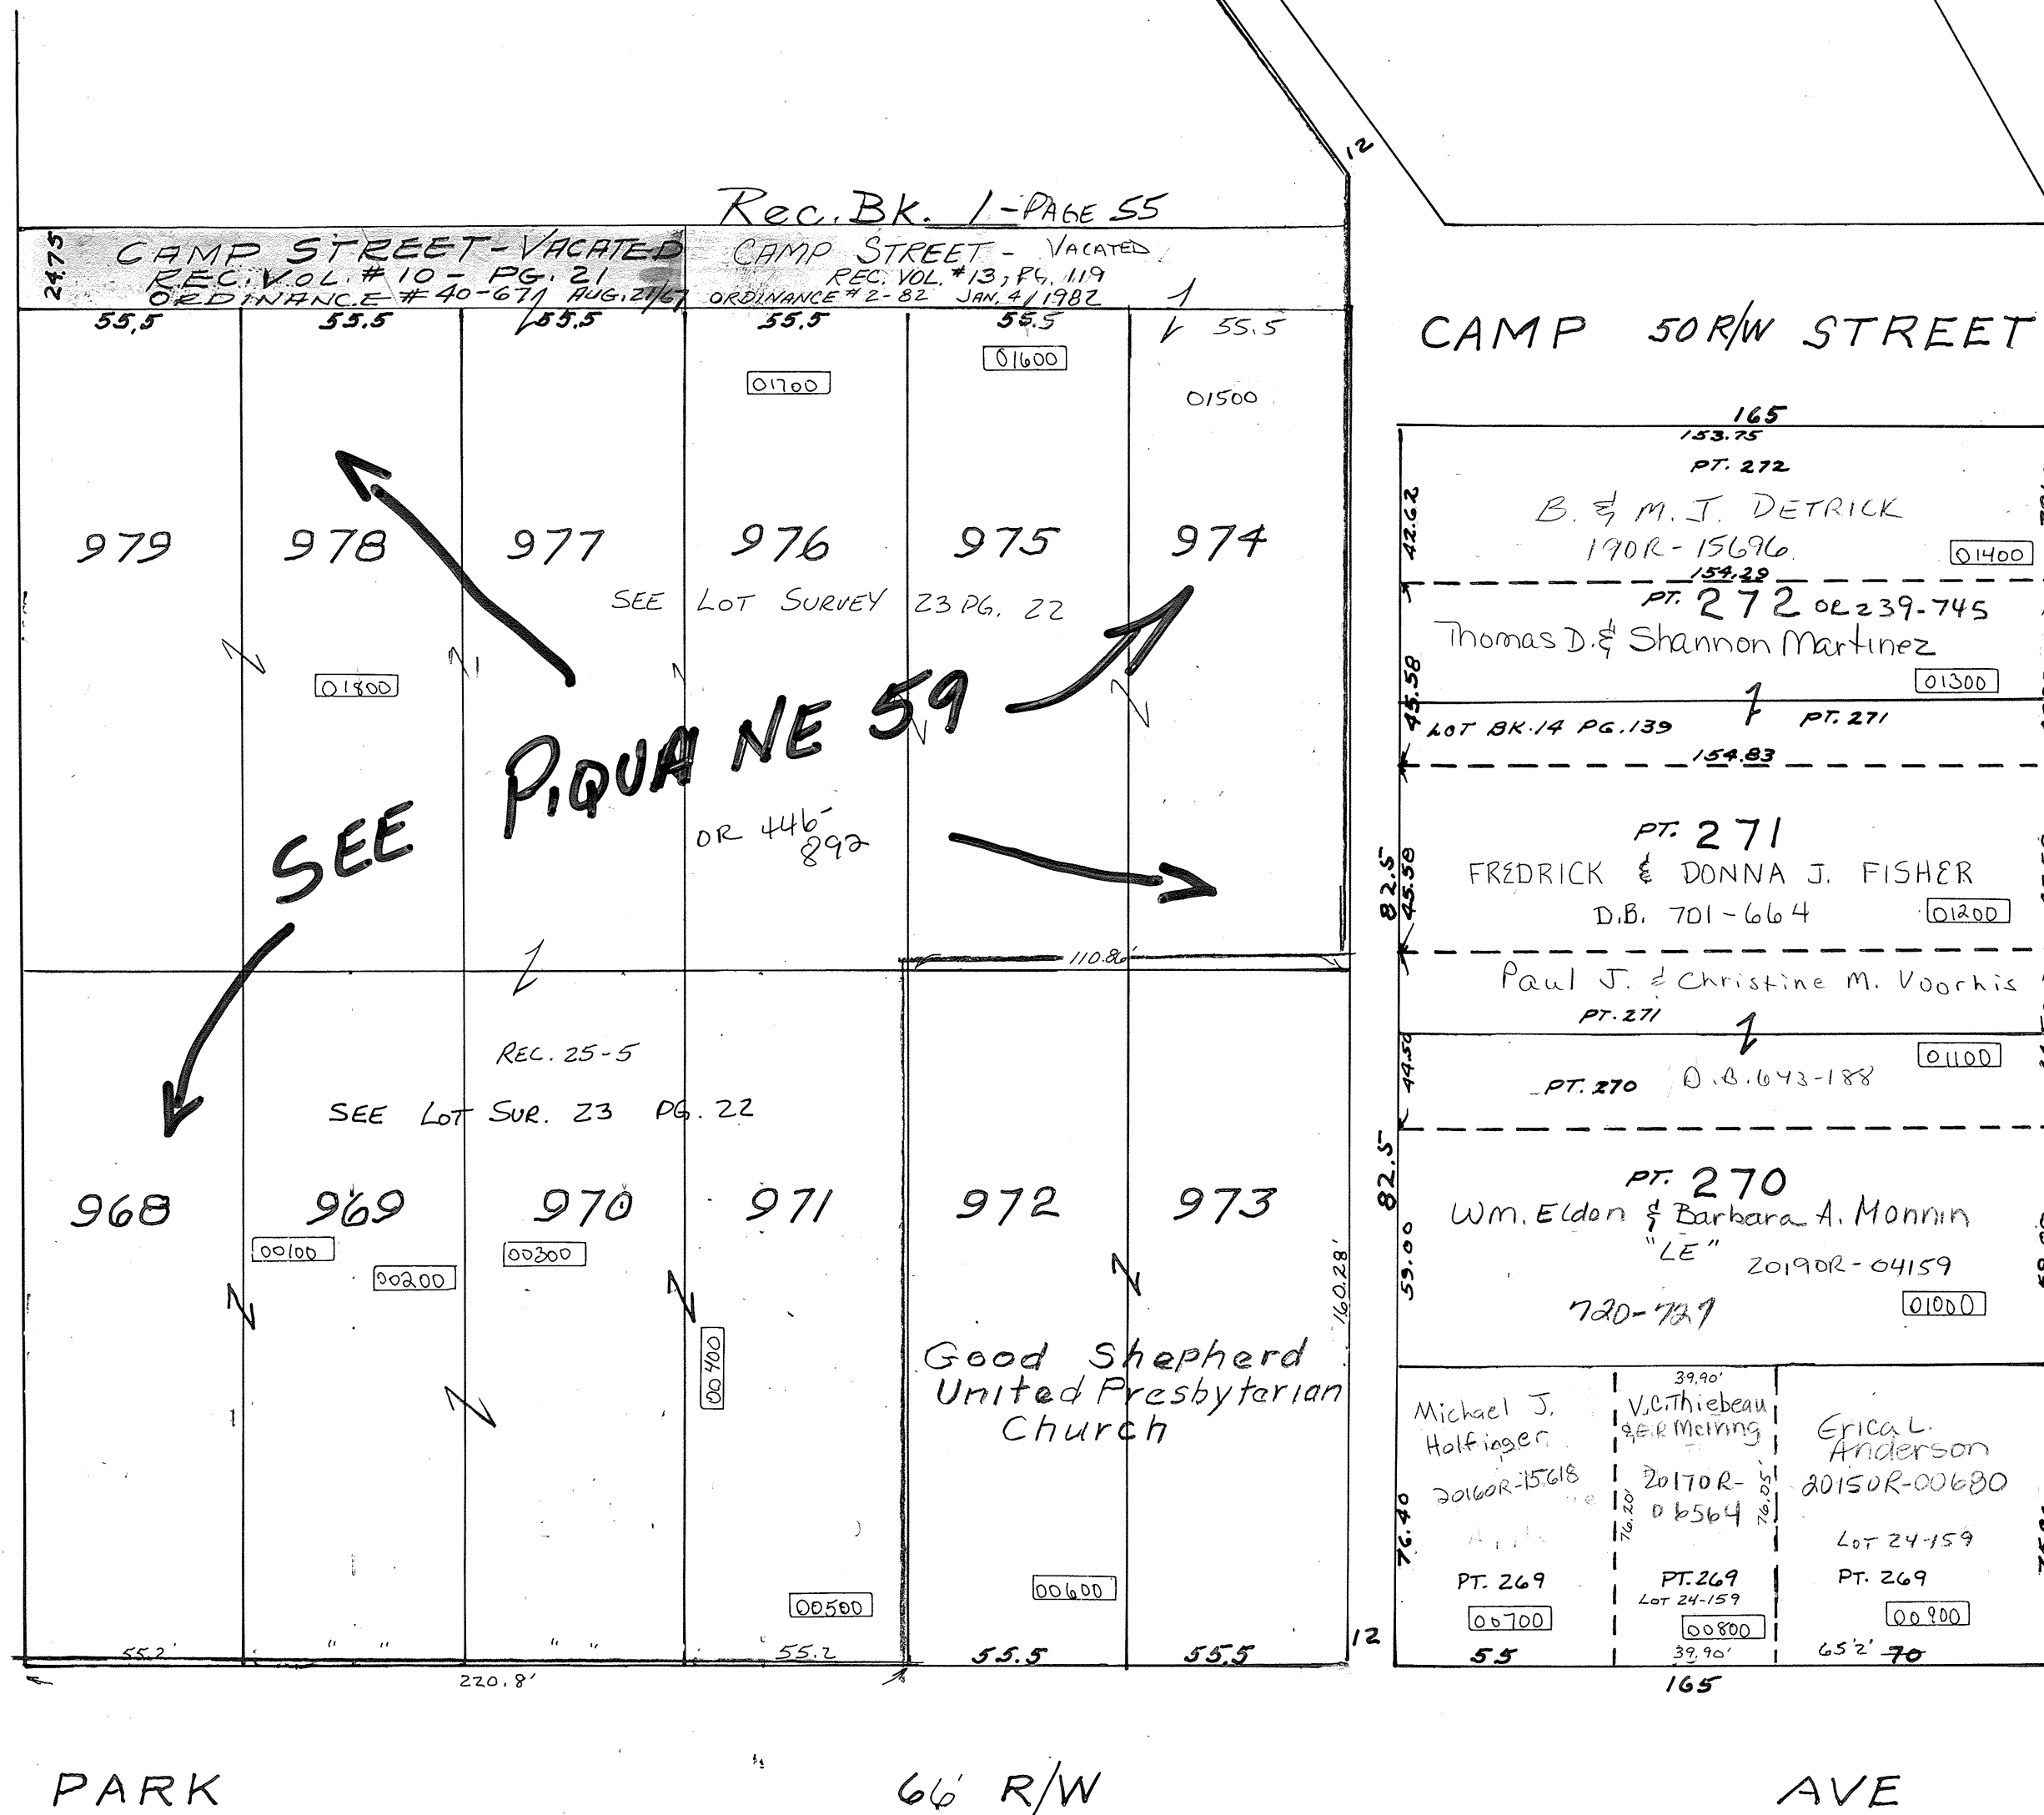 12
Rec. Bk. 1-PAGE 55
24.75
CAMP STREET-VACATED
REC. VOL. # 10 - PG. 21
ORDINANCE # 40-67 AUG. 21/67
CAMP STREET - VACATED
REC. VOL. #13, PG. 119
ORDINANCE # 2-82 JAN. 4/1982
55.5 55.5 55.5 55.5 55.5 55.5
01700
01600
01500
979 978 977 976 975 974
SEE LOT SURVEY 23 PG. 22
01800
SEE PIQUA NE 59
OR 446-
892
110.86'
REC. 25-5
SEE LOT SUR. 23 PG. 22
968 969 970 971 972 973
00100
00200
00300
00400
160.28'
Good Shepherd
United Presbyterian
Church
00500
00600
55.2' " " " " 55.2 55.5 55.5
12
220.8'
CAMP 50 R/W STREET
165
153.75
PT. 272
42.62
B. & M. J. DETRICK
190R-15696
01400
154.29
PT. 272 OR 239-745
Thomas D. & Shannon Martinez
01300
45.58
LOT BK. 14 PG. 139 PT. 271
154.83
PT. 271
82.5
45.58
FREDRICK & DONNA J. FISHER
D.B. 701-664
01200
Paul J. & Christine M. Voorhis
PT. 271
44.50
01100
PT. 270 D.B. 643-188
82.5
59.00
PT. 270
Wm. Eldon & Barbara A. Monnin
"LE" 20190R-04159
720-727
01000
76.40
Michael J.
Holfinger
20160R-15618
PT. 269
00700
55
39.90'
V.C. Thiebeau
76.20'
20170R-
06564
76.05'
PT. 269
LOT 24-159
00800
39.90'
Erica L.
Anderson
20150R-00680
LOT 24-159
PT. 269
00900
65'2' 70
165
PARK 66' R/W AVE